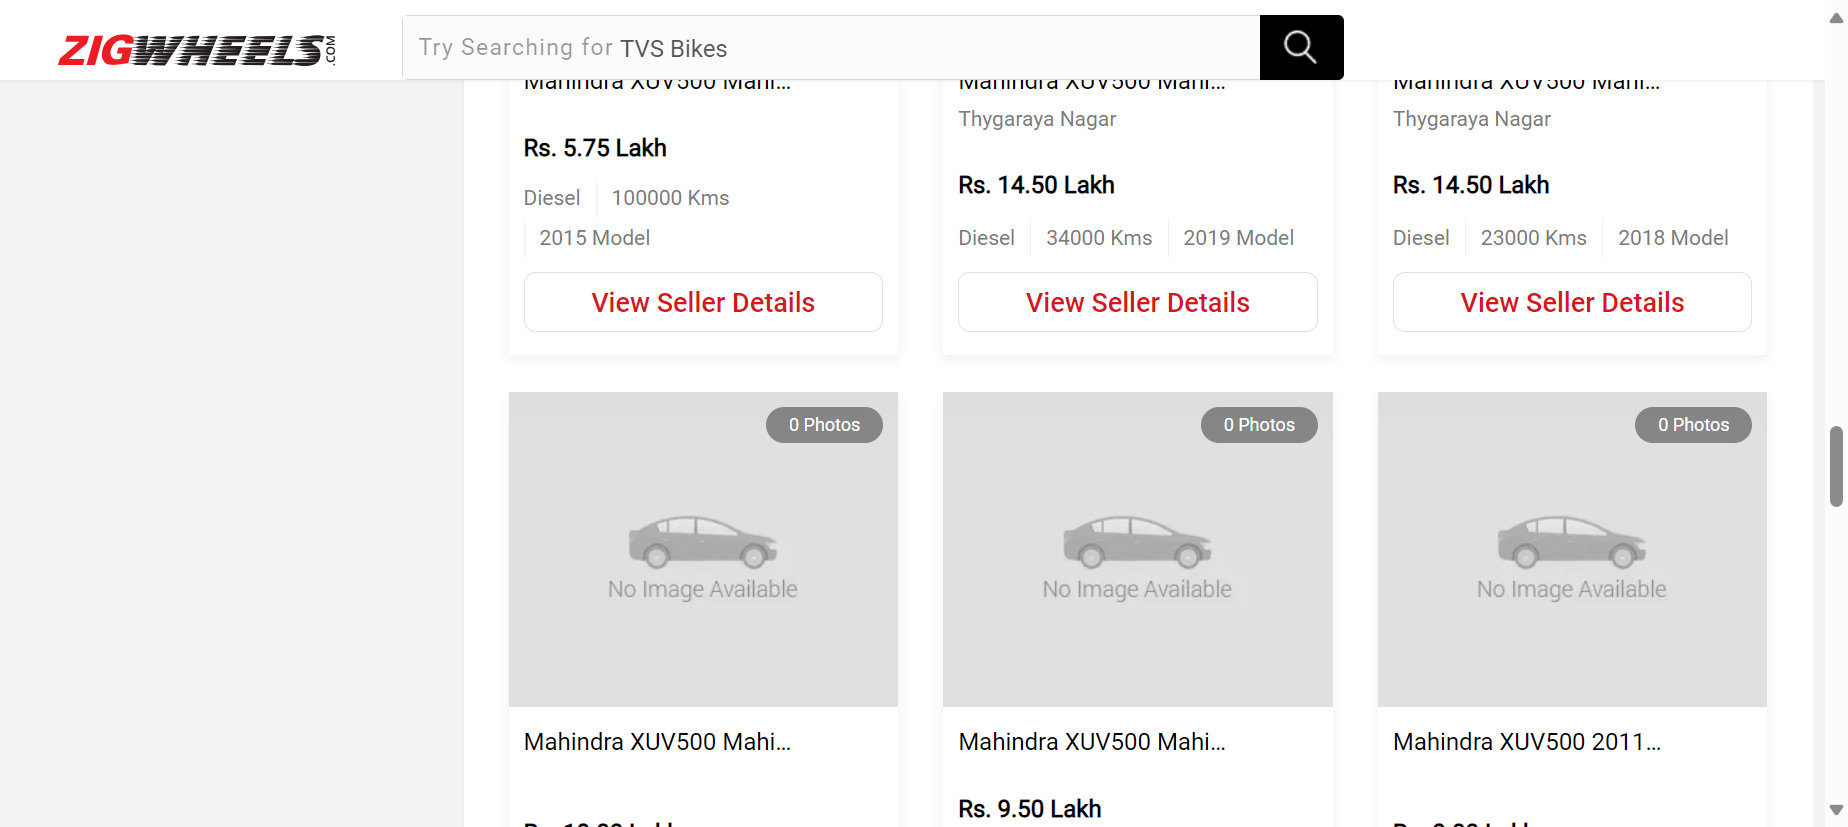 ZIGWHEELS.COM
Try Searching for TVS Bikes
Mahindra XUV500 Mahi...
Mahindra XUV500 Mahi...
Mahindra XUV500 Mahi...
Thygaraya Nagar
Thygaraya Nagar
Rs. 5.75 Lakh
Rs. 14.50 Lakh
Rs. 14.50 Lakh
Diesel 100000 Kms
2015 Model
Diesel 34000 Kms 2019 Model
Diesel 23000 Kms 2018 Model
View Seller Details
View Seller Details
View Seller Details
0 Photos
0 Photos
0 Photos
No Image Available
No Image Available
No Image Available
Mahindra XUV500 Mahi...
Mahindra XUV500 Mahi...
Mahindra XUV500 2011...
Rs. 9.50 Lakh